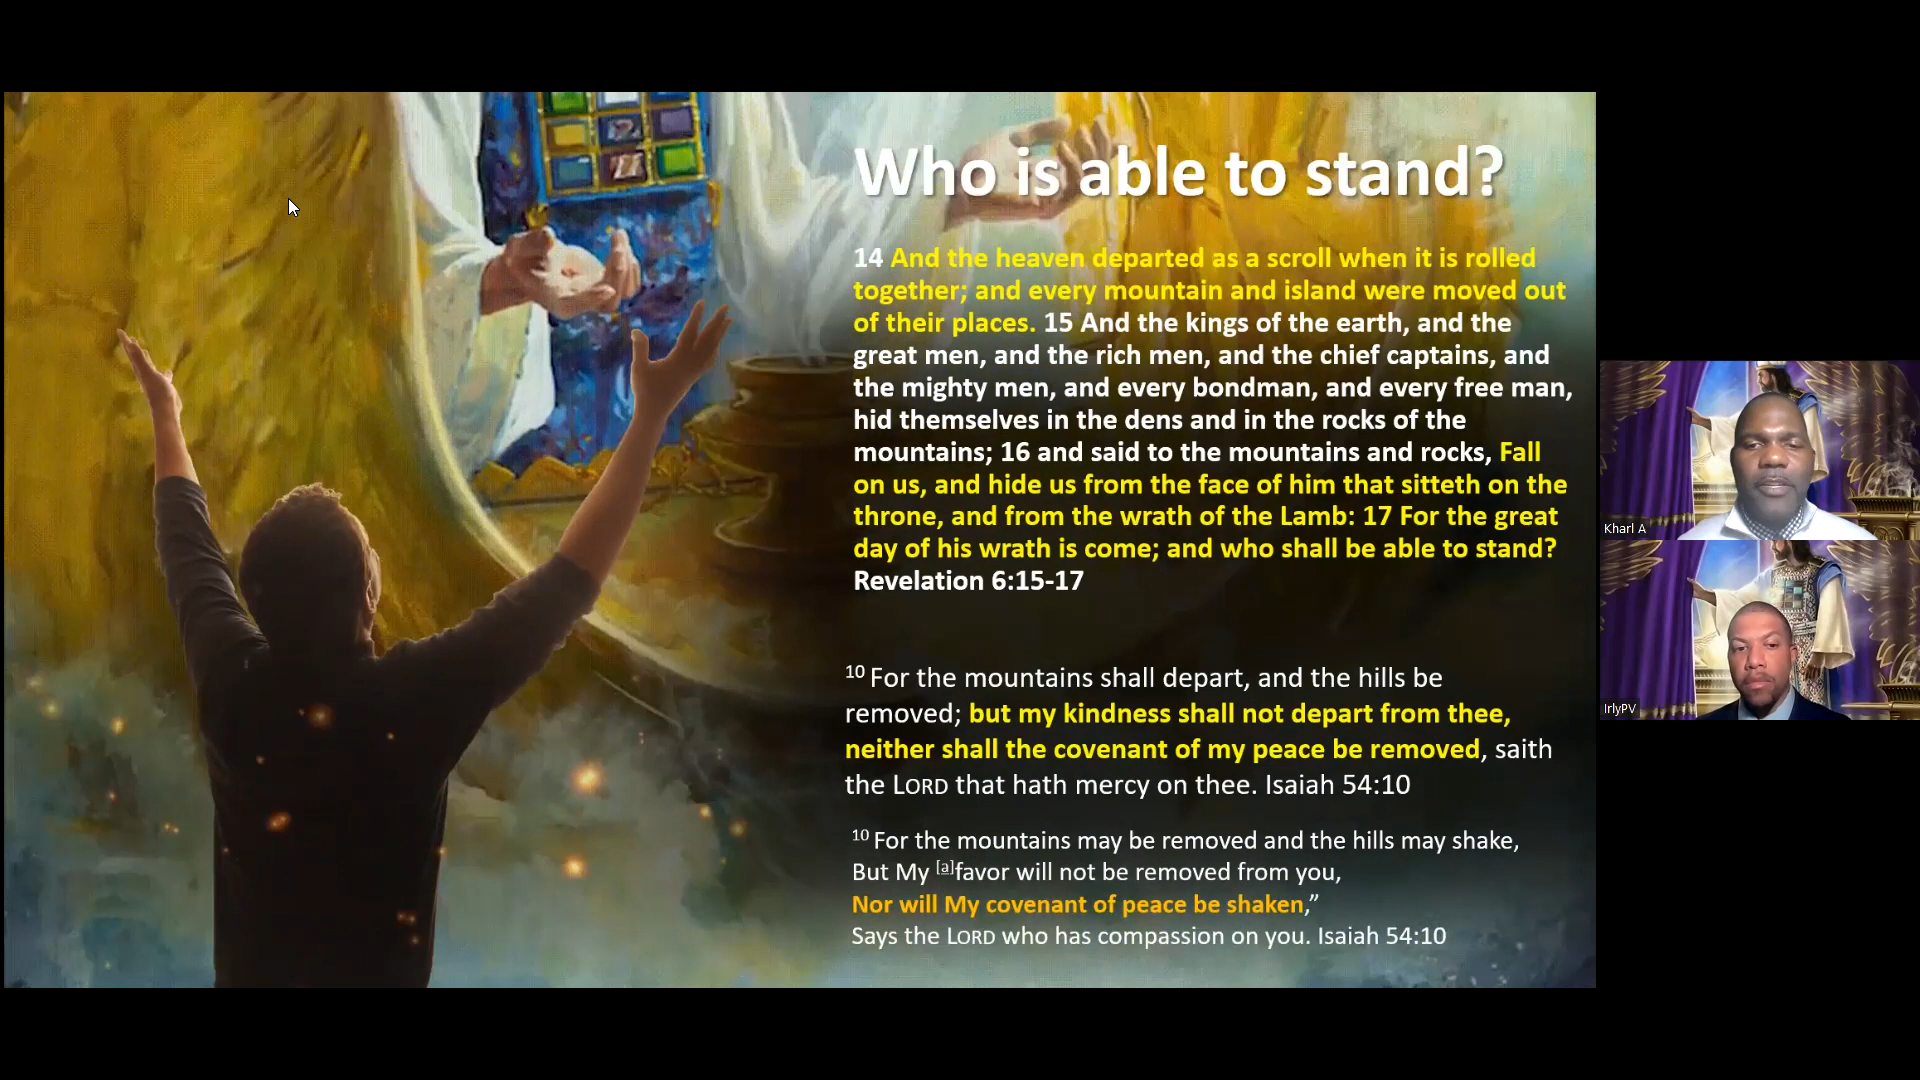 Who is able to stand?
14 And the heaven departed as a scroll when it is rolled
together; and every mountain and island were moved out
of their places. 15 And the kings of the earth, and the
great men, and the rich men, and the chief captains, and
the mighty men, and every bondman, and every free man,
hid themselves in the dens and in the rocks of the
mountains; 16 and said to the mountains and rocks, Fall
on us, and hide us from the face of him that sitteth on the
throne, and from the wrath of the Lamb: 17 For the great
day of his wrath is come; and who shall be able to stand?
Revelation 6:15-17
10 For the mountains shall depart, and the hills be
removed; but my kindness shall not depart from thee,
neither shall the covenant of my peace be removed, saith
the LORD that hath mercy on thee. Isaiah 54:10
10 For the mountains may be removed and the hills may shake,
But My [a]favor will not be removed from you,
Nor will My covenant of peace be shaken,”
Says the LORD who has compassion on you. Isaiah 54:10
Kharl A
IrlyPV